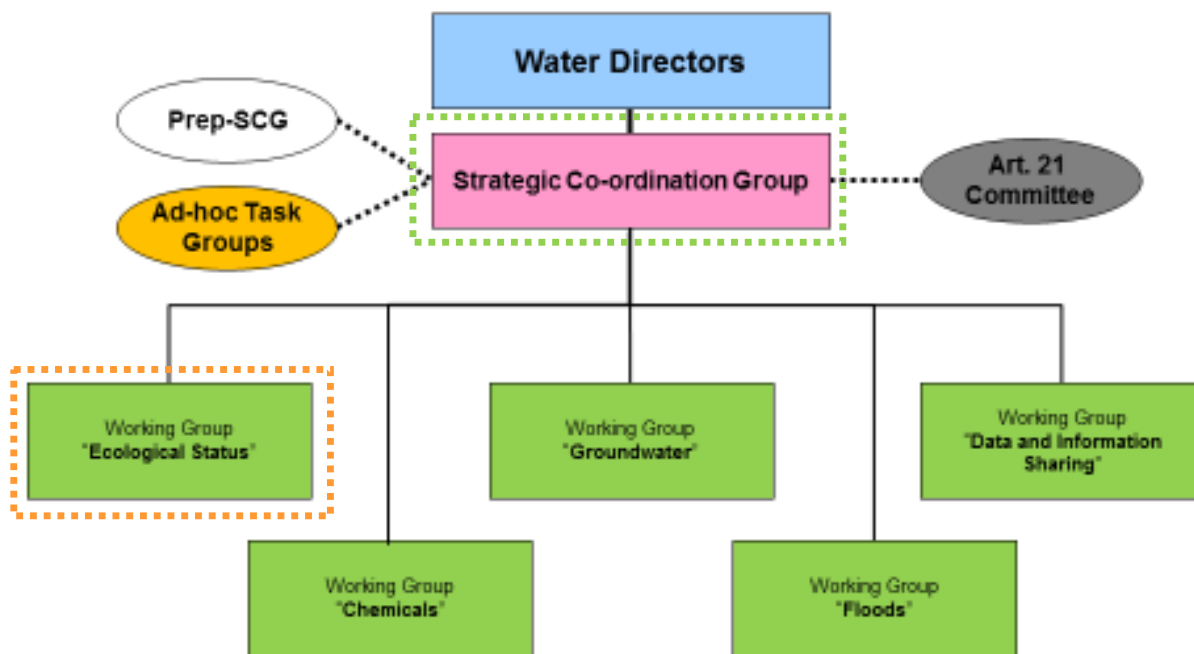 Water Directors
Prep-SCG
Strategic Co-ordination Group
Art. 21
Committee
Ad-hoc Task
Groups
Working Group
"Ecological Status"
Working Group
"Groundwater"
Working Group
"Data and Information
Sharing"
Working Group
"Chemicals"
Working Group
"Floods"